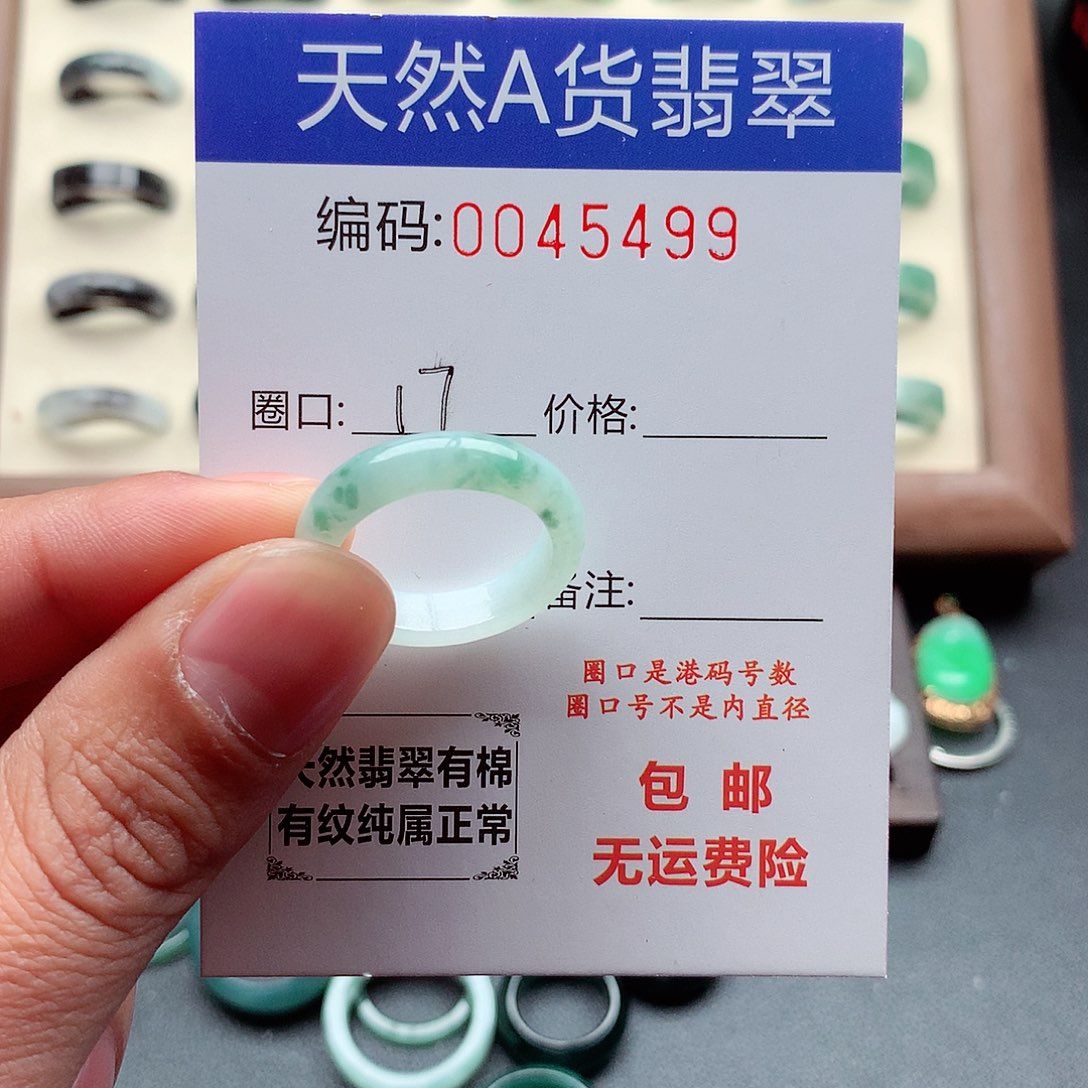 天然A货翡翠
编码:0045499
圈口: 17 价格:
备注:
圈口是港码号数
圈口号不是内直径
天然翡翠有棉
有纹纯属正常
包 邮
无运费险